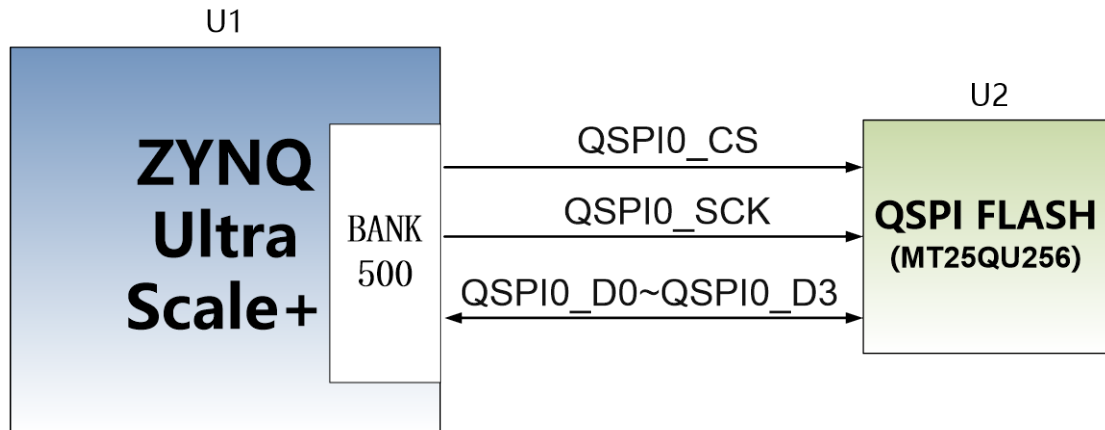 U1
ZYNQ
Ultra
Scale+
BANK
500
QSPI0_CS
QSPI0_SCK
QSPI0_D0~QSPI0_D3
U2
QSPI FLASH
(MT25QU256)